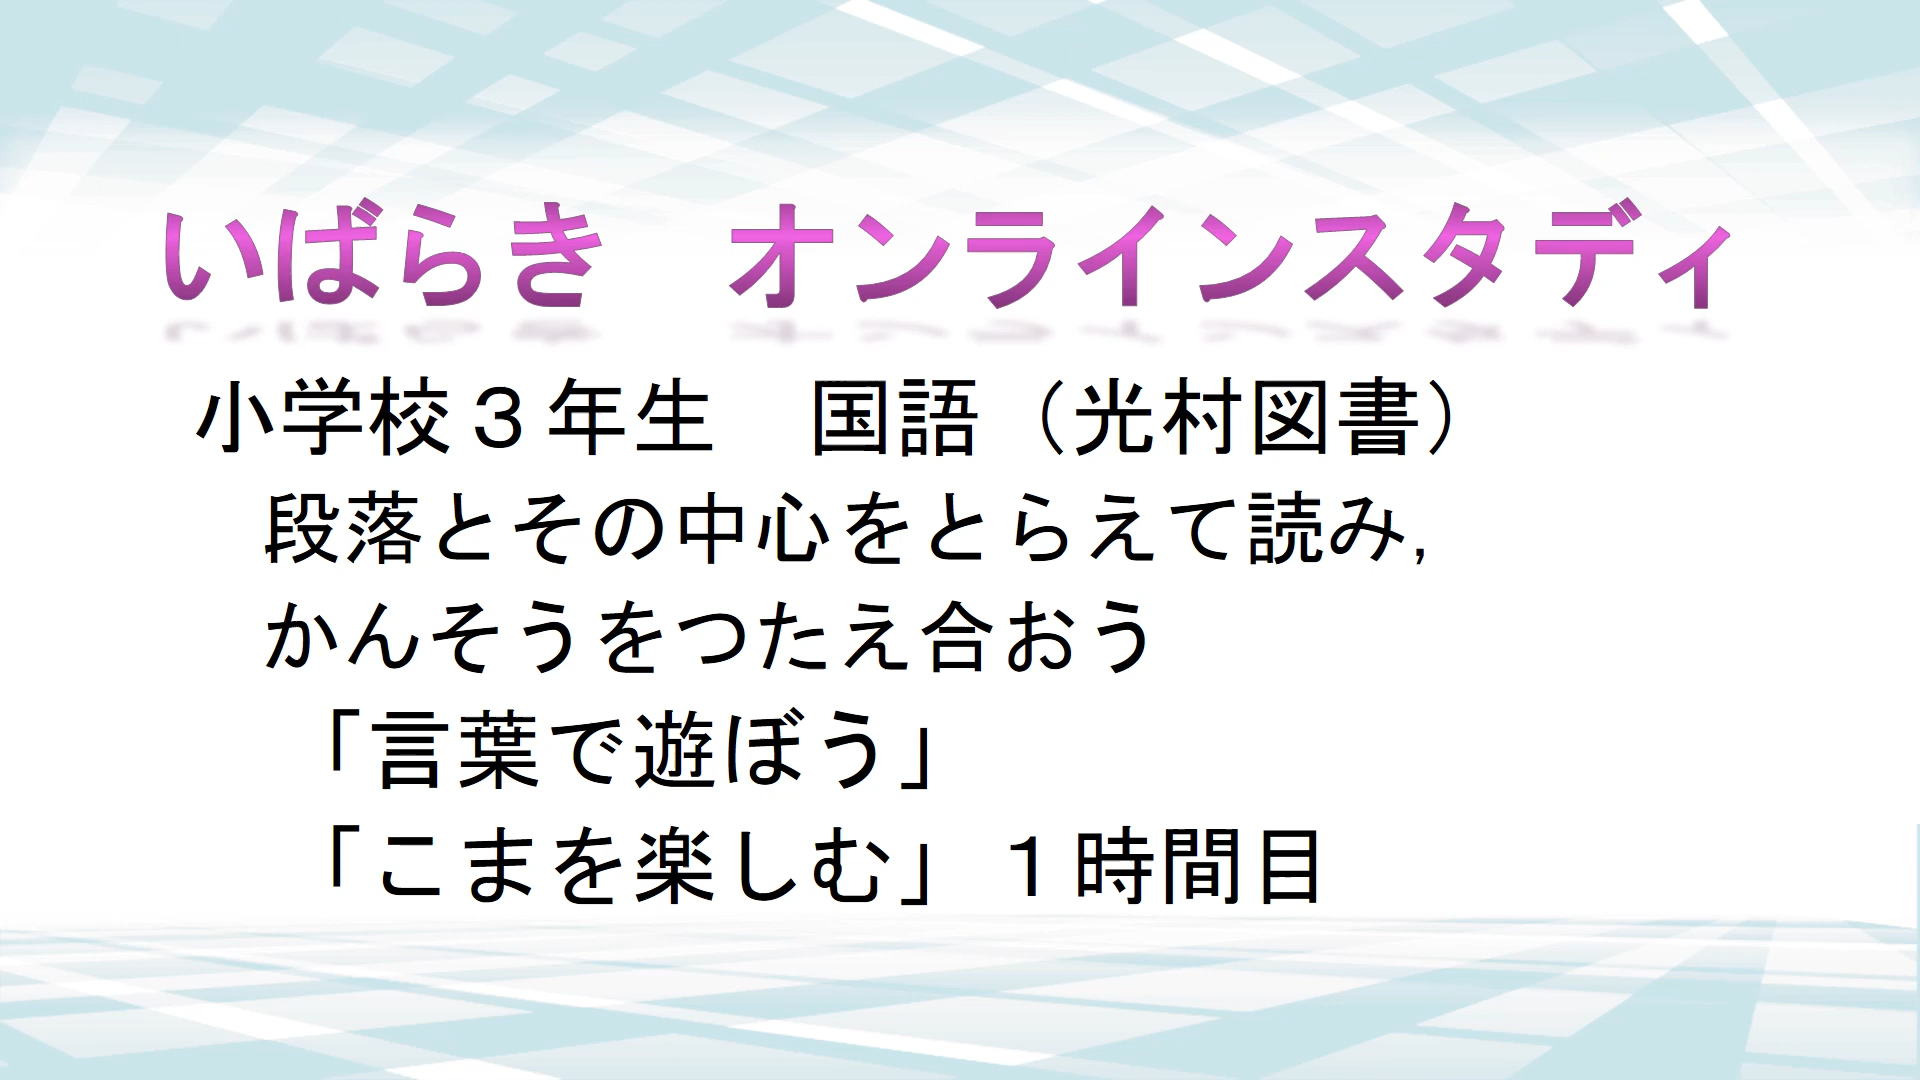 いばらき　オンラインスタディ
小学校３年生　国語（光村図書）
段落とその中心をとらえて読み，
かんそうをつたえ合おう
「言葉で遊ぼう」
「こまを楽しむ」１時間目